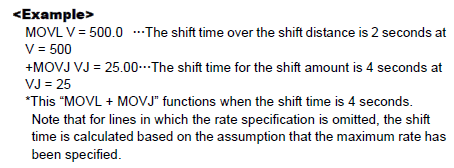 <Example>
MOVL V = 500.0 ···The shift time over the shift distance is 2 seconds at
V = 500
+MOVJ VJ = 25.00···The shift time for the shift amount is 4 seconds at
VJ = 25
*This “MOVL + MOVJ” functions when the shift time is 4 seconds.
Note that for lines in which the rate specification is omitted, the shift
time is calculated based on the assumption that the maximum rate has
been specified.